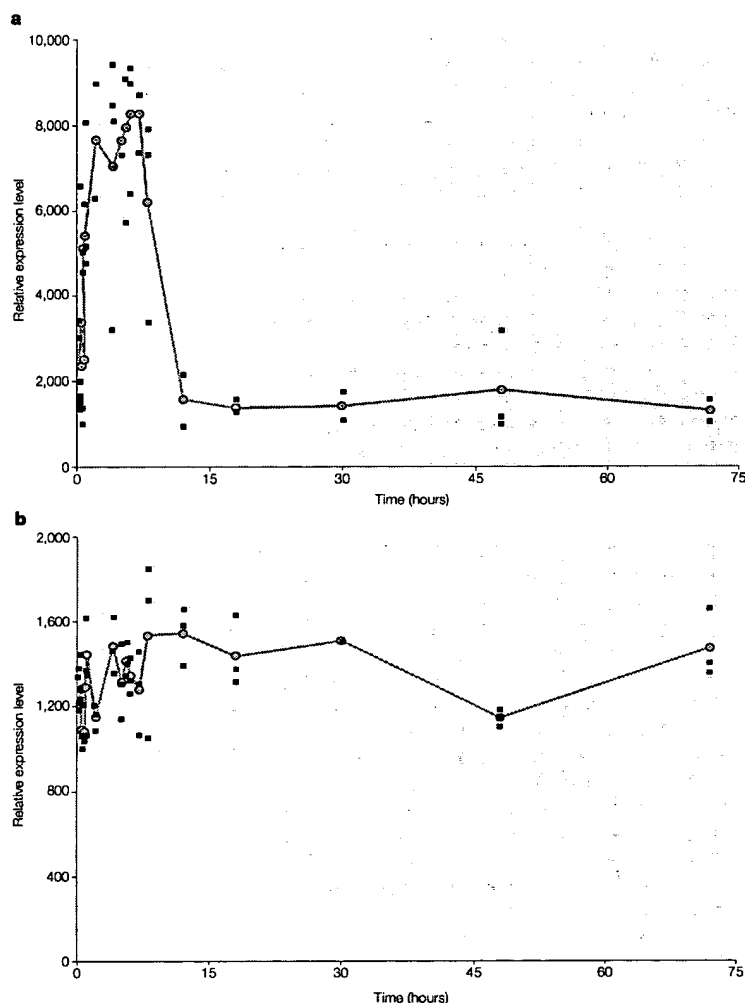 a
Relative expression level
10,000
8,000
6,000
4,000
2,000
0
0 15 30 45 60 75
Time (hours)
b
Relative expression level
2,000
1,600
1,200
800
400
0
0 15 30 45 60 75
Time (hours)